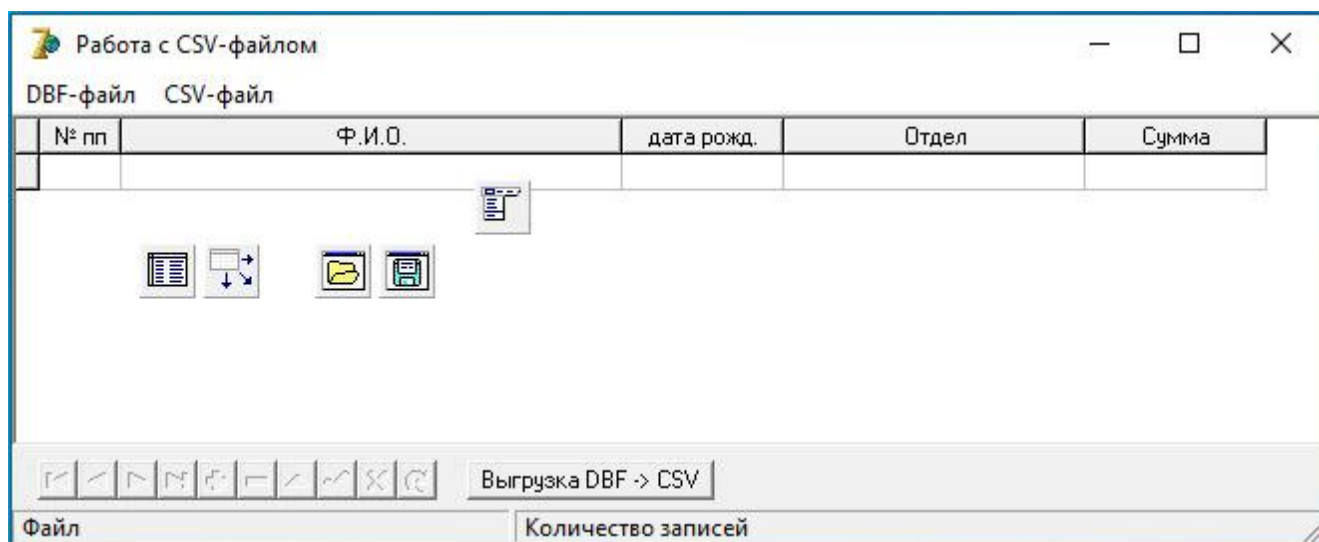 Работа с CSV-файлом
DBF-файл CSV-файл
№ пп Ф.И.О. дата рожд. Отдел Сумма
Выгрузка DBF -> CSV
Файл Количество записей